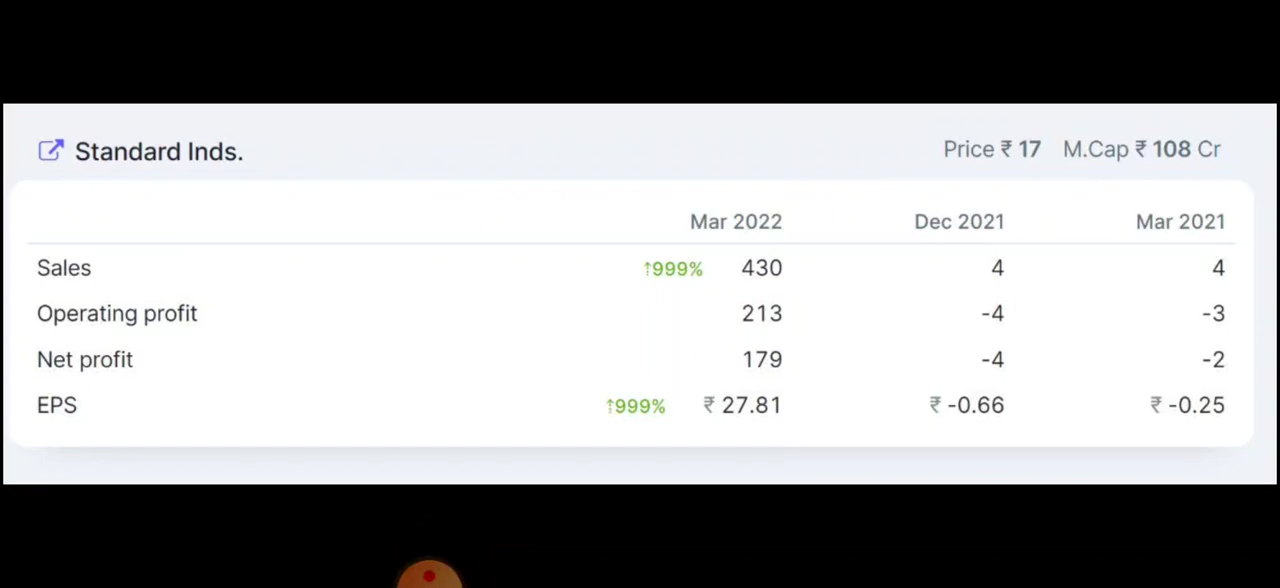 Standard Inds. Price ₹ 17 M.Cap ₹ 108 Cr
Mar 2022 Dec 2021 Mar 2021
Sales ⇡999% 430 4 4
Operating profit 213 -4 -3
Net profit 179 -4 -2
EPS ⇡999% ₹ 27.81 ₹ -0.66 ₹ -0.25